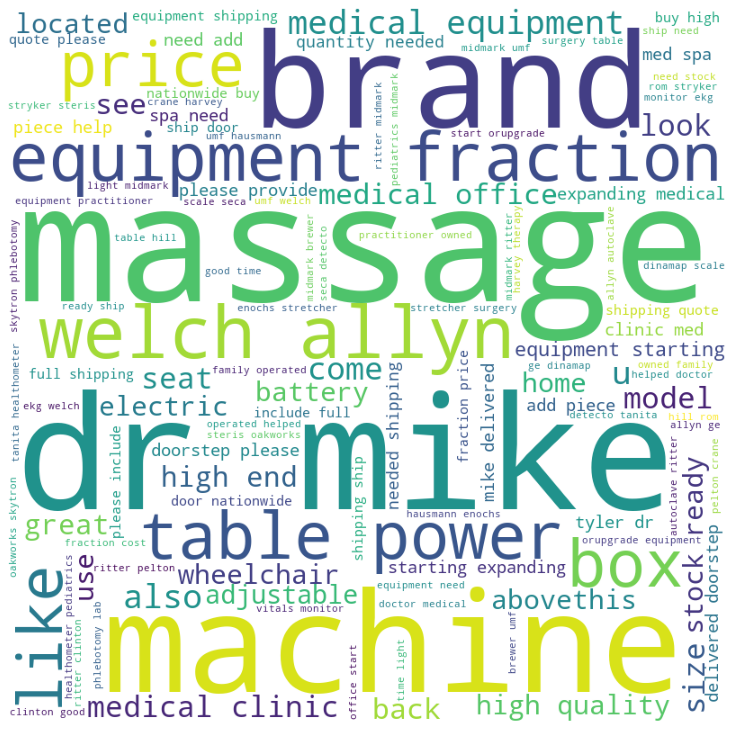 equipment shipping
medical equipment
buy high
ship need
located
quote please
need add
brand
quantity needed
midmark umf
surgery table
med spa
price
nationwide buy
see
need stock
rom stryker
monitor ekg
stryker steris
crane harvey
spa need
piece help
ship door
umf hausmann
ritter midmark
pediatrics midmark
start orupgrade
look
equipment fraction
light midmark
please provide
medical office
expanding medical
equipment practitioner
scale seca
umf welch
massage
table hill
midmark brewer
seca detecto
practitioner owned
midmark ritter
harvey therapy
allyn autoclave
dinamap scale
skytron phlebotomy
good time
ready ship
enochs stretcher
stretcher surgery
shipping quote
welch allyn
clinic med
equipment starting
come
full shipping
family operated
ge dinamap
owned family
helped doctor
seat
u
home
battery
tanita healthometer
ekg welch
electric
include full
needed shipping
fraction price
mike delivered
add piece
detecto tanita
model
hill rom
allyn ge
operated helped
steris oakworks
dr mike
doorstep please
please include
high end
door nationwide
shipping ship
hausmann enochs
autoclave ritter
pelton crane
great
fraction cost
table power
tyler dr
orupgrade equipment
oakworks skytron
like
healthometer pediatrics
ritter clinton
use
ritter pelton
wheelchair
starting expanding
box
size
stock ready
delivered doorstep
phlebotomy lab
also
adjustable
vitals monitor
equipment need
doctor medical
abovethis
machine
office start
time light
brewer umf
clinton good
medical clinic
back
high quality